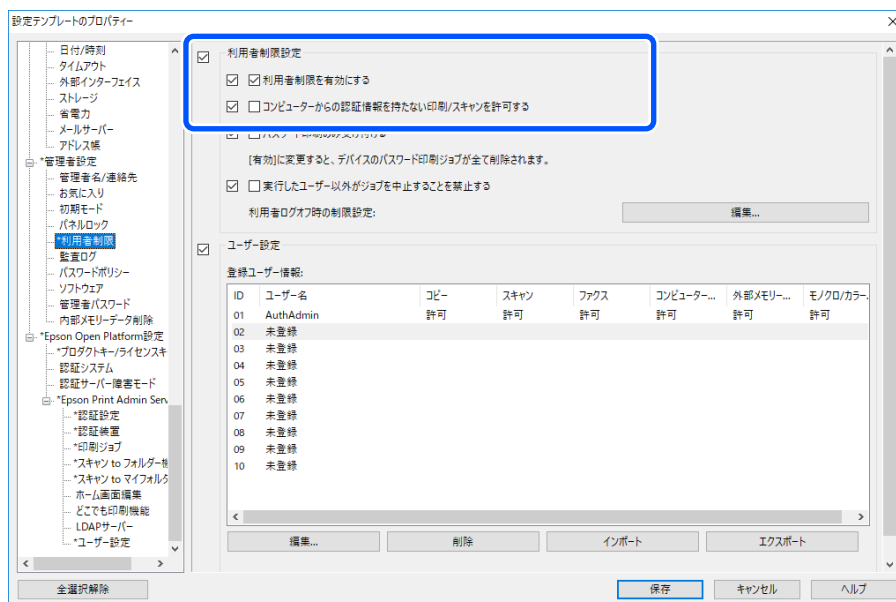 設定テンプレートのプロパティー
日付/時刻
タイムアウト
外部インターフェイス
ストレージ
省電力
メールサーバー
アドレス帳
*管理者設定
管理者名/連絡先
お気に入り
初期モード
パネルロック
*利用者制限
監査ログ
パスワードポリシー
ソフトウェア
管理者パスワード
内部メモリーデータ削除
*Epson Open Platform設定
*プロダクトキー/ライセンスキ
認証システム
認証サーバー障害モード
*Epson Print Admin Serv
*認証設定
*認証装置
*印刷ジョブ
*スキャン to フォルダー機
*スキャン to マイフォルダ
ホーム画面編集
どこでも印刷機能
LDAPサーバー
*ユーザー設定
利用者制限設定
利用者制限を有効にする
コンピューターからの認証情報を持たない印刷/スキャンを許可する
パスワード印刷のみ受け付ける
[有効]に変更すると、デバイスのパスワード印刷ジョブが全て削除されます。
実行したユーザー以外がジョブを中止することを禁止する
利用者ログオフ時の制限設定: 編集...
ユーザー設定
登録ユーザー情報:
ID ユーザー名 コピー スキャン ファクス コンピューター... 外部メモリー... モノクロ/カラー.
01 AuthAdmin 許可 許可 許可 許可 許可 許可
02 未登録
03 未登録
04 未登録
05 未登録
06 未登録
07 未登録
08 未登録
09 未登録
10 未登録
編集... 削除 インポート エクスポート
全選択解除 保存 キャンセル ヘルプ